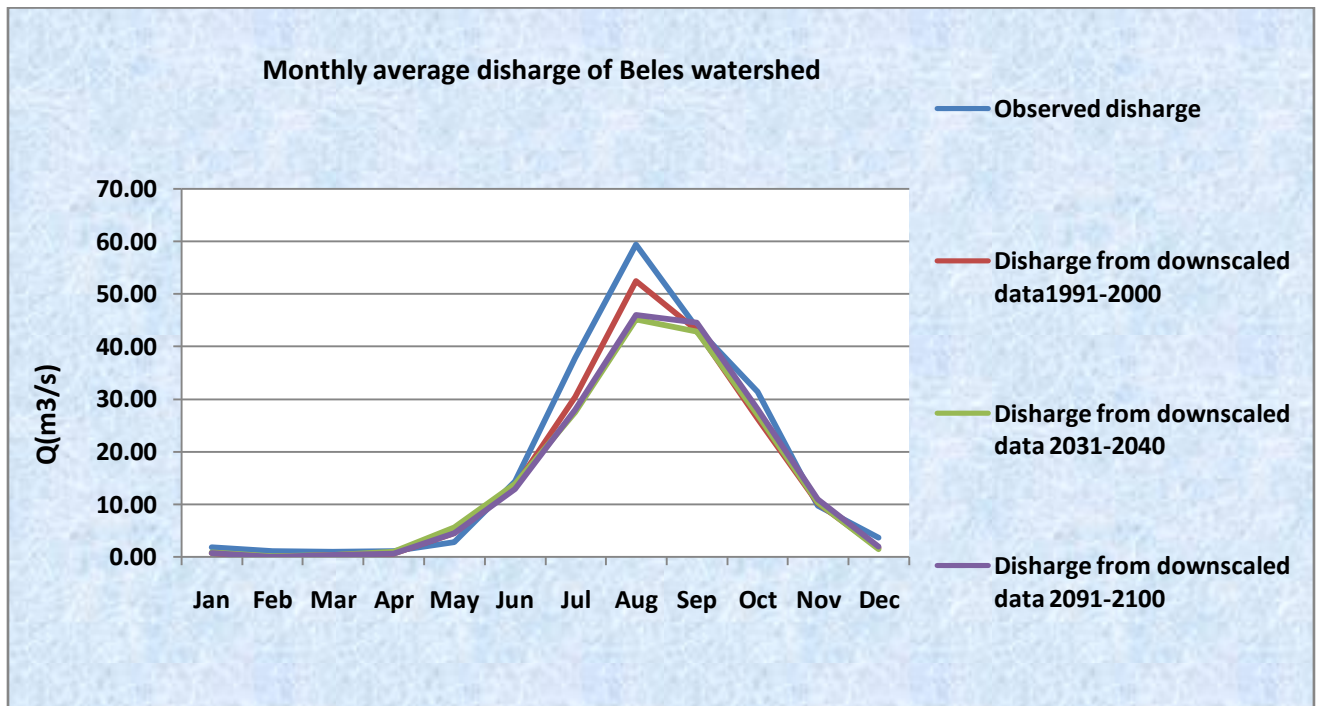 Monthly average disharge of Beles watershed
Observed disharge
Disharge from downscaled
data1991-2000
Disharge from downscaled
data 2031-2040
Disharge from downscaled
data 2091-2100
Q(m3/s)
70.00
60.00
50.00
40.00
30.00
20.00
10.00
0.00
Jan Feb Mar Apr May Jun Jul Aug Sep Oct Nov Dec